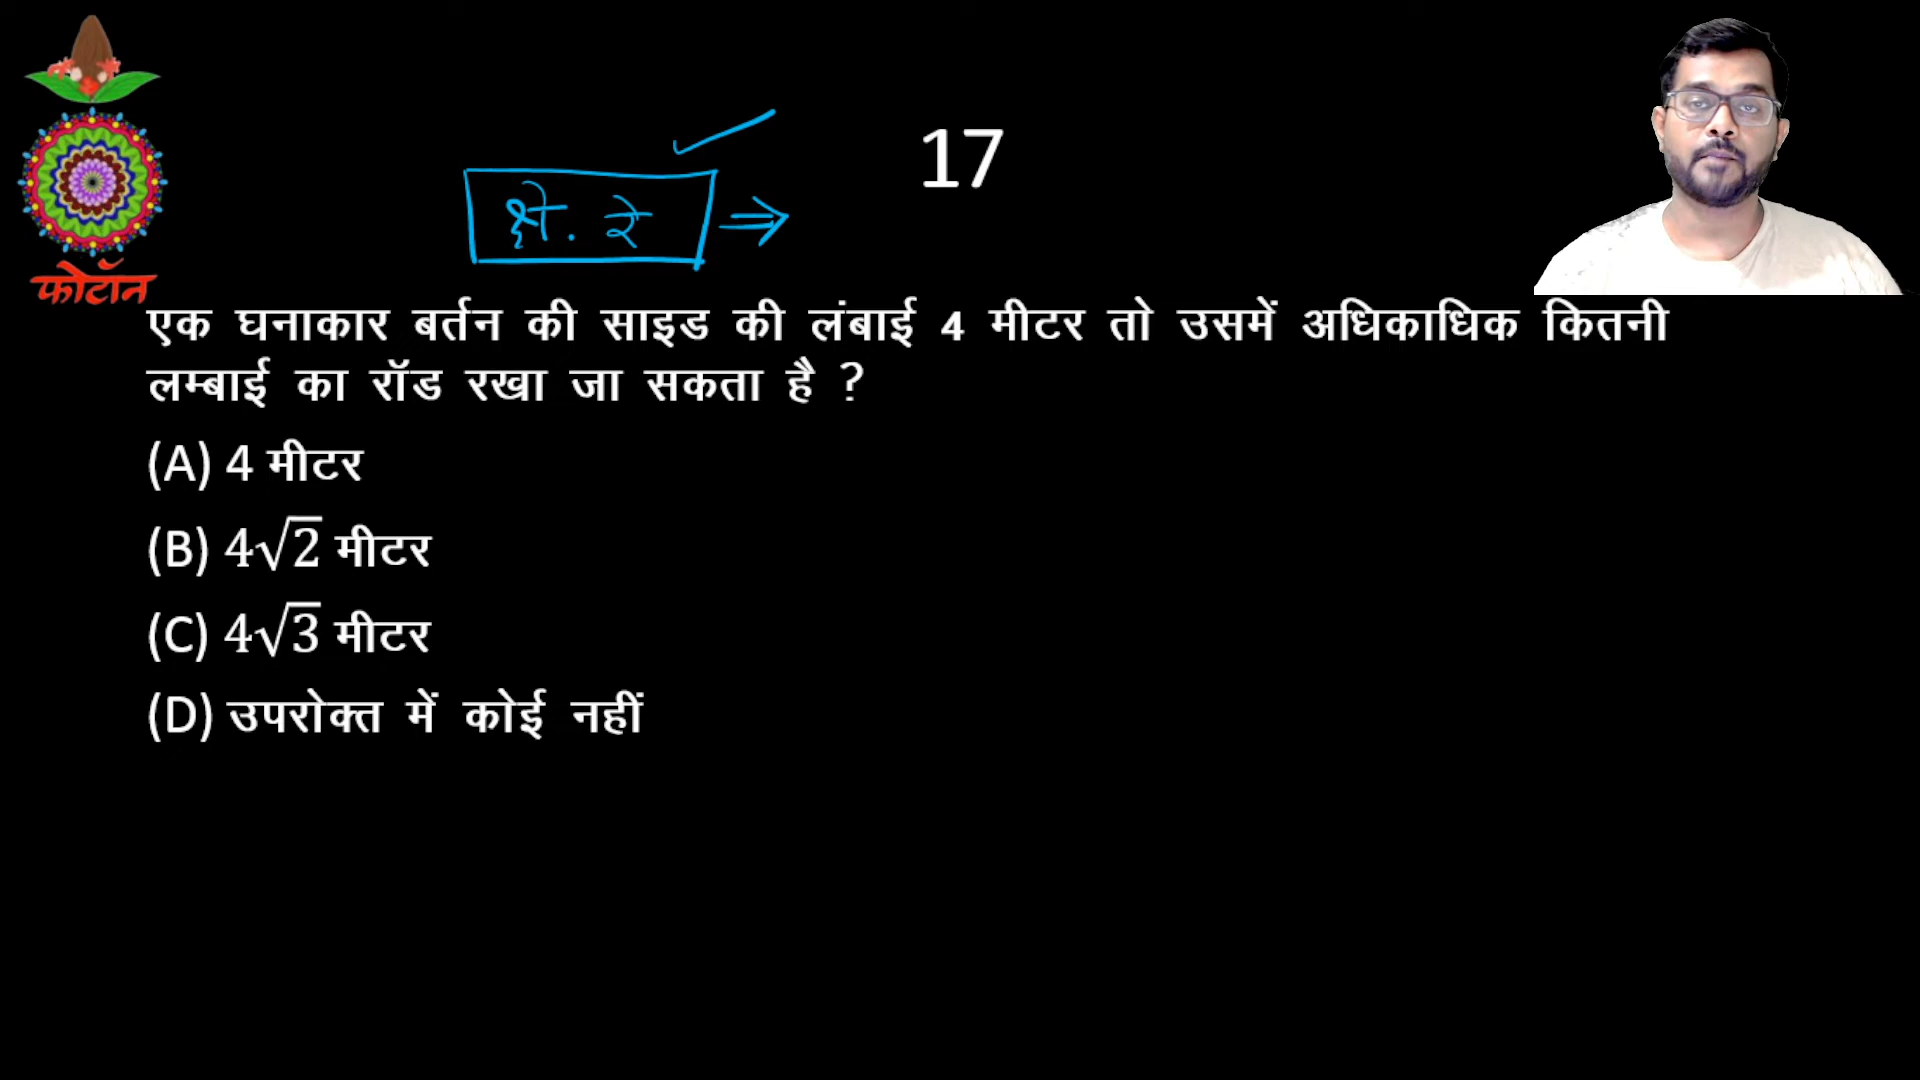 17
क्षे. २ ⇒
फोटॉन
एक घनाकार बर्तन की साइड की लंबाई 4 मीटर तो उसमें अधिकाधिक कितनी
लम्बाई का रॉड रखा जा सकता है ?
(A) 4 मीटर
(B) 4√2 मीटर
(C) 4√3 मीटर
(D) उपरोक्त में कोई नहीं